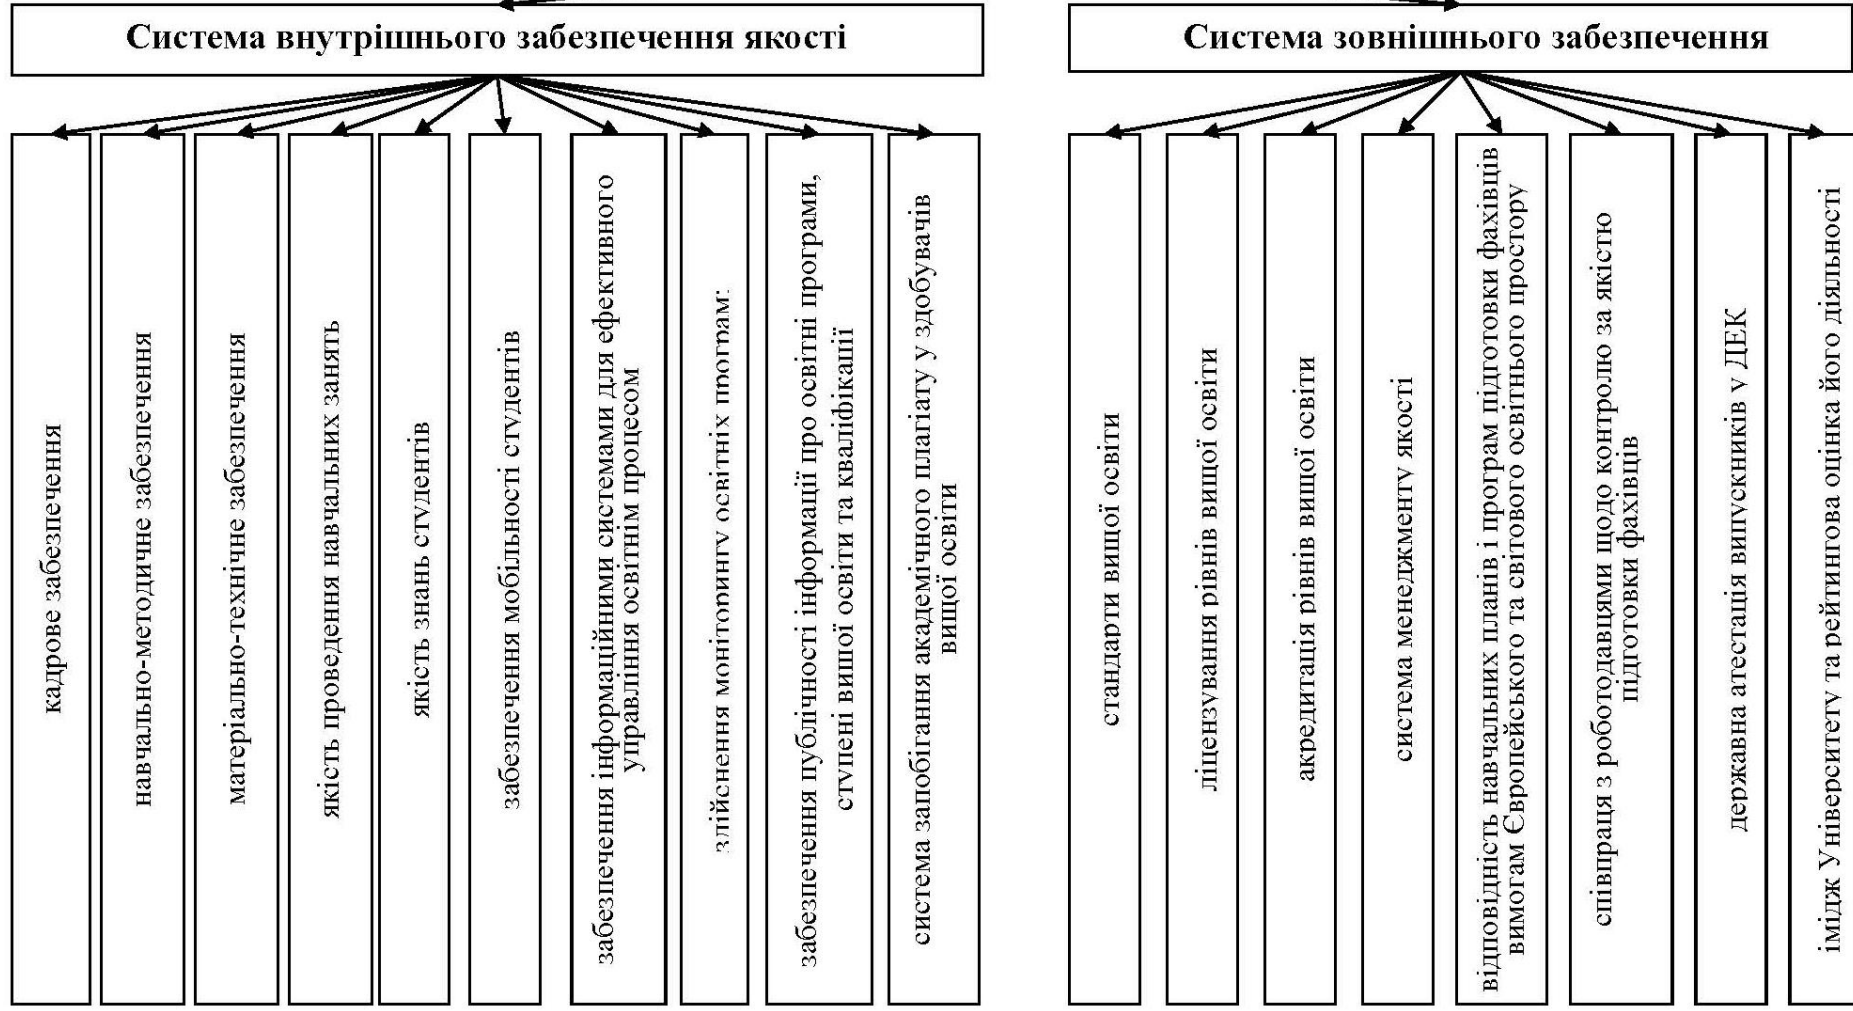 Система внутрішнього забезпечення якості
Система зовнішнього забезпечення
кадрове забезпечення
навчально-методичне забезпечення
матеріально-технічне забезпечення
якість проведення навчальних занять
якість знань студентів
забезпечення мобільності студентів
забезпечення інформаційними системами для ефективного
управління освітнім процесом
здійснення моніторингу освітніх програм;
забезпечення публічності інформації про освітні програми,
ступені вищої освіти та кваліфікації
система запобігання академічного плагіату у здобувачів
вищої освіти
стандарти вищої освіти
ліцензування рівнів вищої освіти
акредитація рівнів вищої освіти
система менеджменту якості
відповідність навчальних планів і програм підготовки фахівців
вимогам Європейського та світового освітнього простору
співпраця з роботодавцями щодо контролю за якістю
підготовки фахівців
державна атестація випускників у ДЕК
імідж Університету та рейтингова оцінка його діяльності